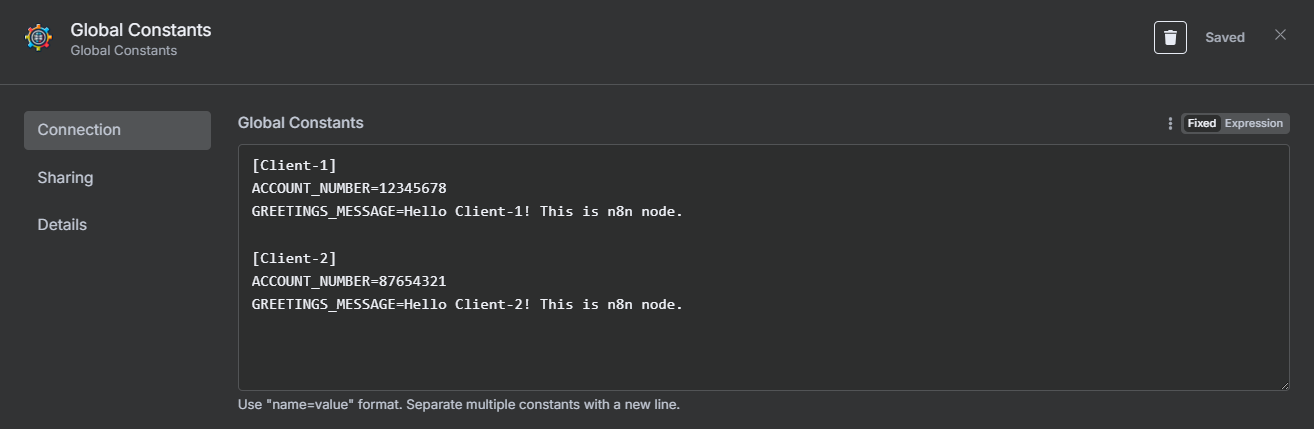 Global Constants
Global Constants
Saved
Connection
Sharing
Details
Global Constants
Fixed Expression
[Client-1]
ACCOUNT_NUMBER=12345678
GREETINGS_MESSAGE=Hello Client-1! This is n8n node.
[Client-2]
ACCOUNT_NUMBER=87654321
GREETINGS_MESSAGE=Hello Client-2! This is n8n node.
Use "name=value" format. Separate multiple constants with a new line.